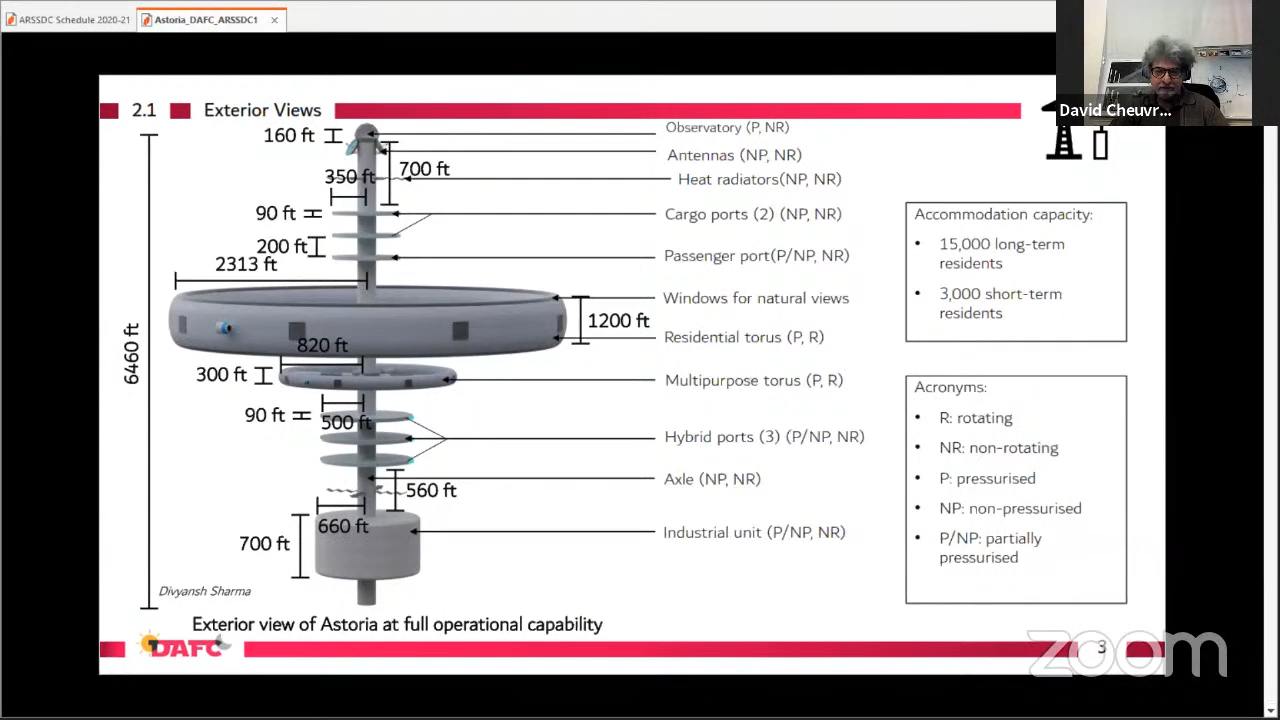 ARSSDC Schedule 2020-21
Astoria_DAFC_ARSSDC1
David Cheuvr...
2.1 Exterior Views
160 ft
700 ft
350 ft
90 ft
200 ft
2313 ft
1200 ft
820 ft
300 ft
90 ft
500 ft
560 ft
660 ft
700 ft
6460 ft
Observatory (P, NR)
Antennas (NP, NR)
Heat radiators(NP, NR)
Cargo ports (2) (NP, NR)
Passenger port(P/NP, NR)
Windows for natural views
Residential torus (P, R)
Multipurpose torus (P, R)
Hybrid ports (3) (P/NP, NR)
Axle (NP, NR)
Industrial unit (P/NP, NR)
Accommodation capacity:
• 15,000 long-term
residents
• 3,000 short-term
residents
Acronyms:
• R: rotating
• NR: non-rotating
• P: pressurised
• NP: non-pressurised
• P/NP: partially
pressurised
Divyansh Sharma
Exterior view of Astoria at full operational capability
DAFC
3
zoom